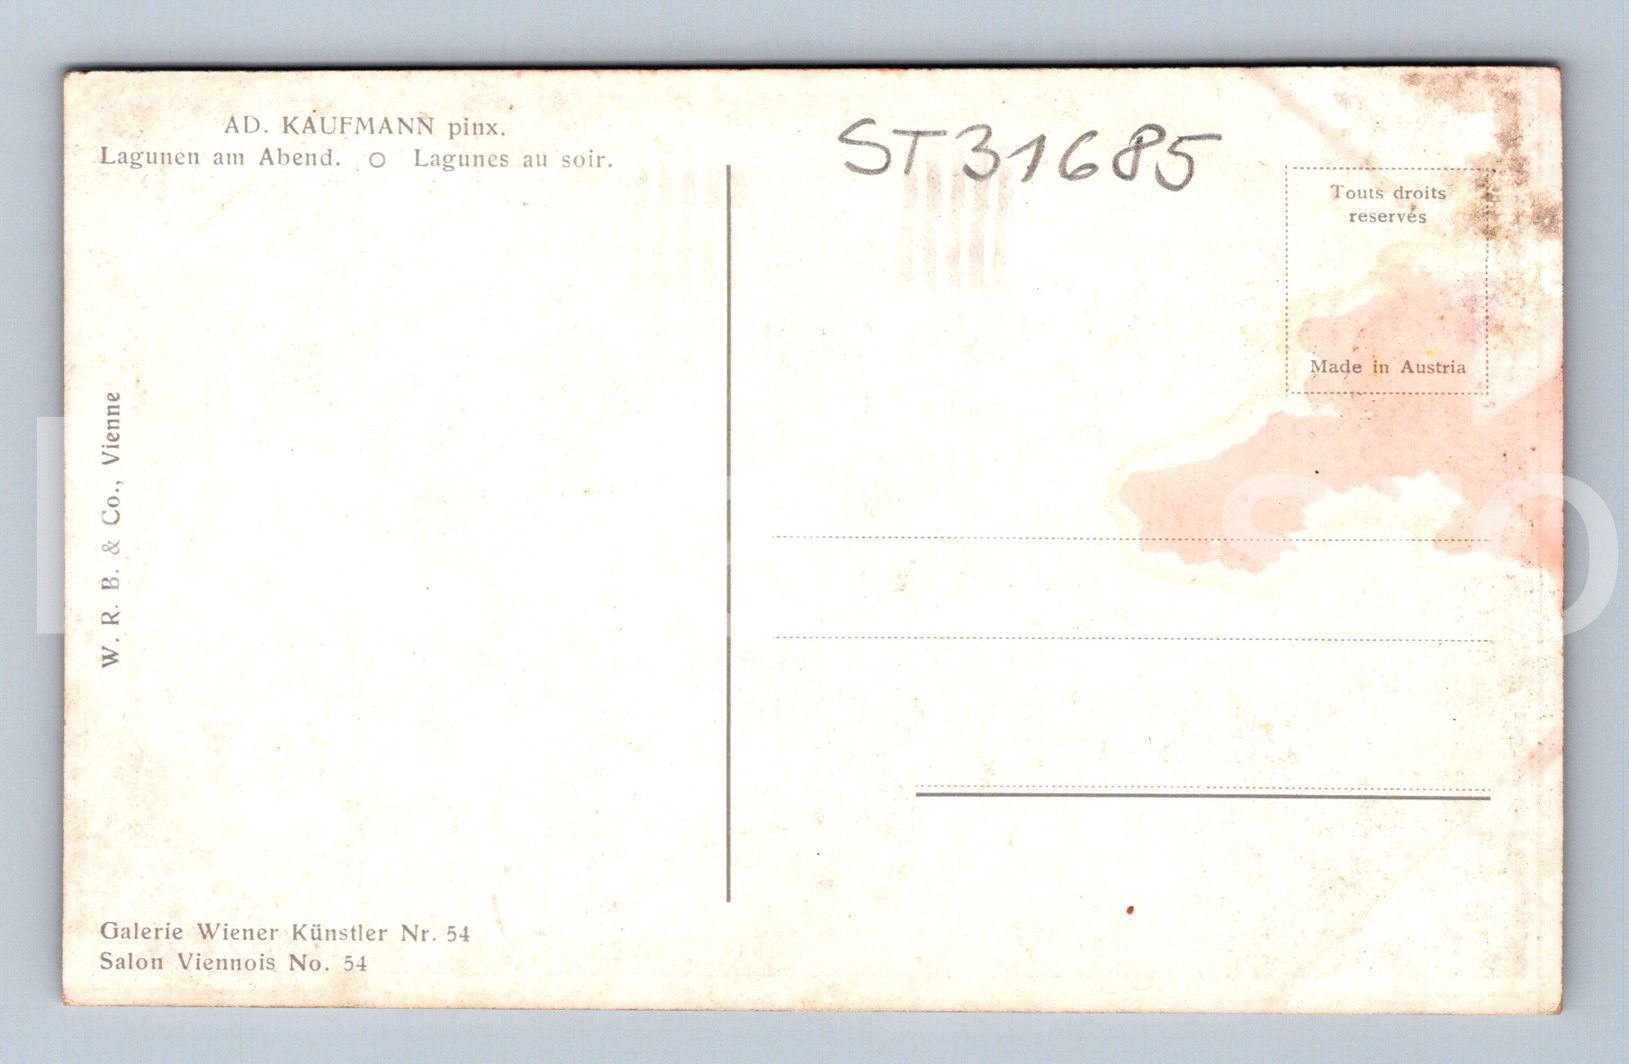 AD. KAUFMANN pinx.
Lagunen am Abend. O Lagunes au soir.
ST31685
Touts droits
reservés
Made in Austria
W. R. B. & Co., Vienne
Galerie Wiener Künstler Nr. 54
Salon Viennois No. 54